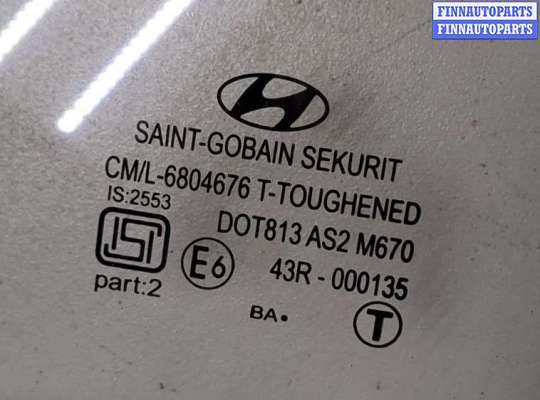 FINNAUTOPARTS
FINNAUTOPARTS
SAINT-GOBAIN SEKURIT
CM/L-6804676 T-TOUGHENED
IS:2553
DOT813 AS2 M670
ISI
E6
43R - 000135
part:2
BA•
T